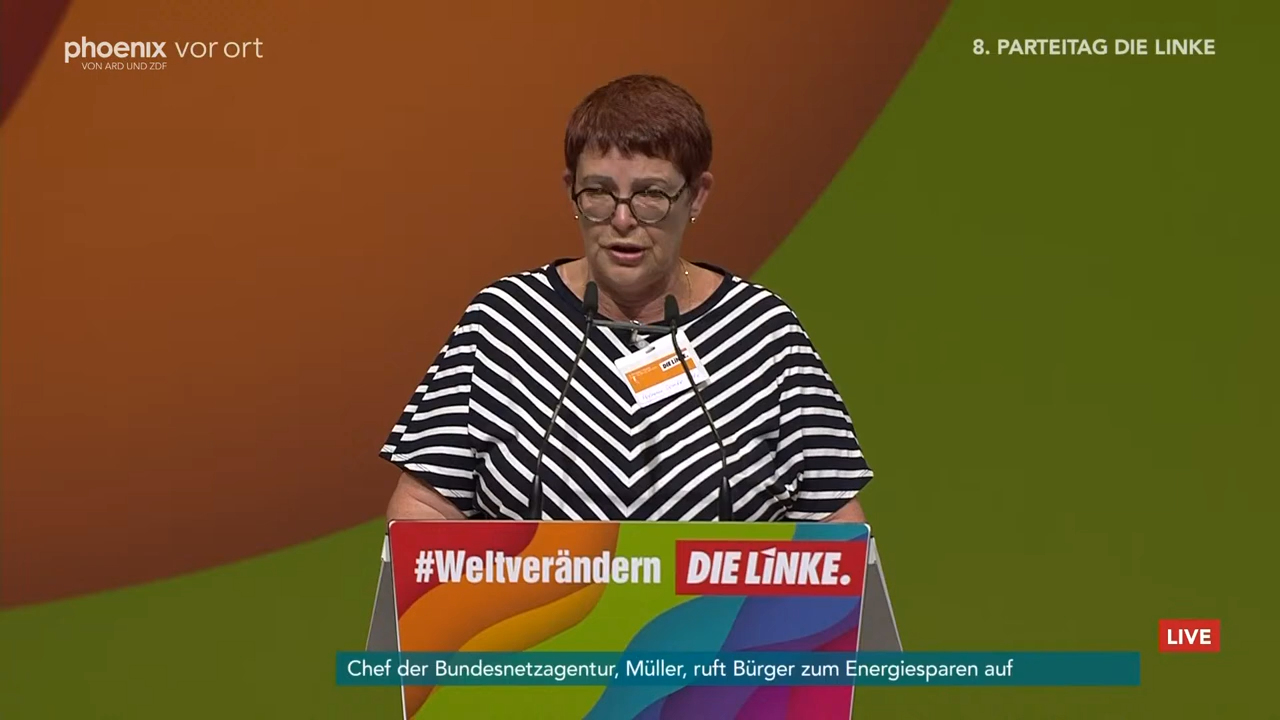 phoenix vor ort
VON ARD UND ZDF
8. PARTEITAG DIE LINKE
DIE LINKE.
#Weltverändern DIE LINKE.
LIVE
Chef der Bundesnetzagentur, Müller, ruft Bürger zum Energiesparen auf